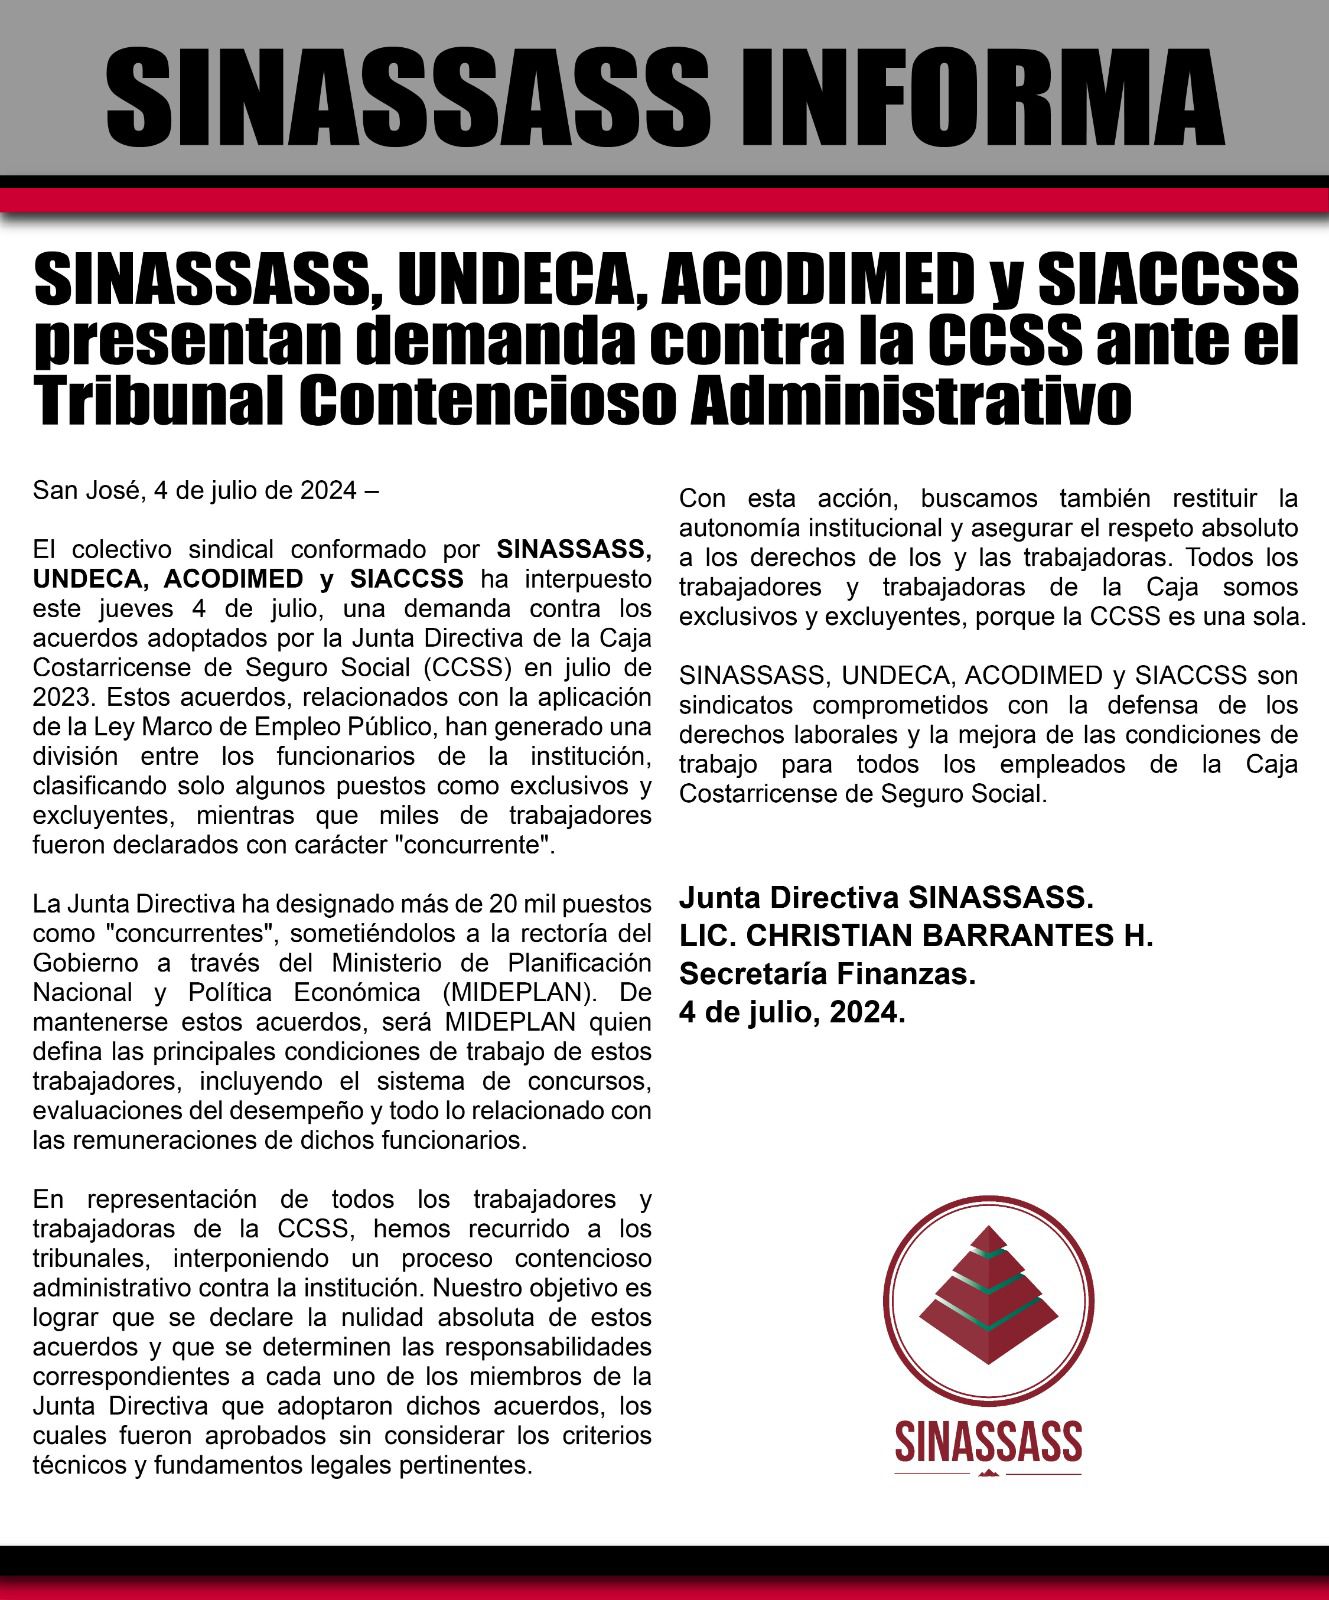 SINASSASS INFORMA
SINASSASS, UNDECA, ACODIMED y SIACCSS
presentan demanda contra la CCSS ante el
Tribunal Contencioso Administrativo
San José, 4 de julio de 2024 –
El colectivo sindical conformado por SINASSASS,
UNDECA, ACODIMED y SIACCSS ha interpuesto
este jueves 4 de julio, una demanda contra los
acuerdos adoptados por la Junta Directiva de la Caja
Costarricense de Seguro Social (CCSS) en julio de
2023. Estos acuerdos, relacionados con la aplicación
de la Ley Marco de Empleo Público, han generado una
división entre los funcionarios de la institución,
clasificando solo algunos puestos como exclusivos y
excluyentes, mientras que miles de trabajadores
fueron declarados con carácter "concurrente".
La Junta Directiva ha designado más de 20 mil puestos
como "concurrentes", sometiéndolos a la rectoría del
Gobierno a través del Ministerio de Planificación
Nacional y Política Económica (MIDEPLAN). De
mantenerse estos acuerdos, será MIDEPLAN quien
defina las principales condiciones de trabajo de estos
trabajadores, incluyendo el sistema de concursos,
evaluaciones del desempeño y todo lo relacionado con
las remuneraciones de dichos funcionarios.
En representación de todos los trabajadores y
trabajadoras de la CCSS, hemos recurrido a los
tribunales, interponiendo un proceso contencioso
administrativo contra la institución. Nuestro objetivo es
lograr que se declare la nulidad absoluta de estos
acuerdos y que se determinen las responsabilidades
correspondientes a cada uno de los miembros de la
Junta Directiva que adoptaron dichos acuerdos, los
cuales fueron aprobados sin considerar los criterios
técnicos y fundamentos legales pertinentes.
Con esta acción, buscamos también restituir la
autonomía institucional y asegurar el respeto absoluto
a los derechos de los y las trabajadoras. Todos los
trabajadores y trabajadoras de la Caja somos
exclusivos y excluyentes, porque la CCSS es una sola.
SINASSASS, UNDECA, ACODIMED y SIACCSS son
sindicatos comprometidos con la defensa de los
derechos laborales y la mejora de las condiciones de
trabajo para todos los empleados de la Caja
Costarricense de Seguro Social.
Junta Directiva SINASSASS.
LIC. CHRISTIAN BARRANTES H.
Secretaría Finanzas.
4 de julio, 2024.
SINASSASS